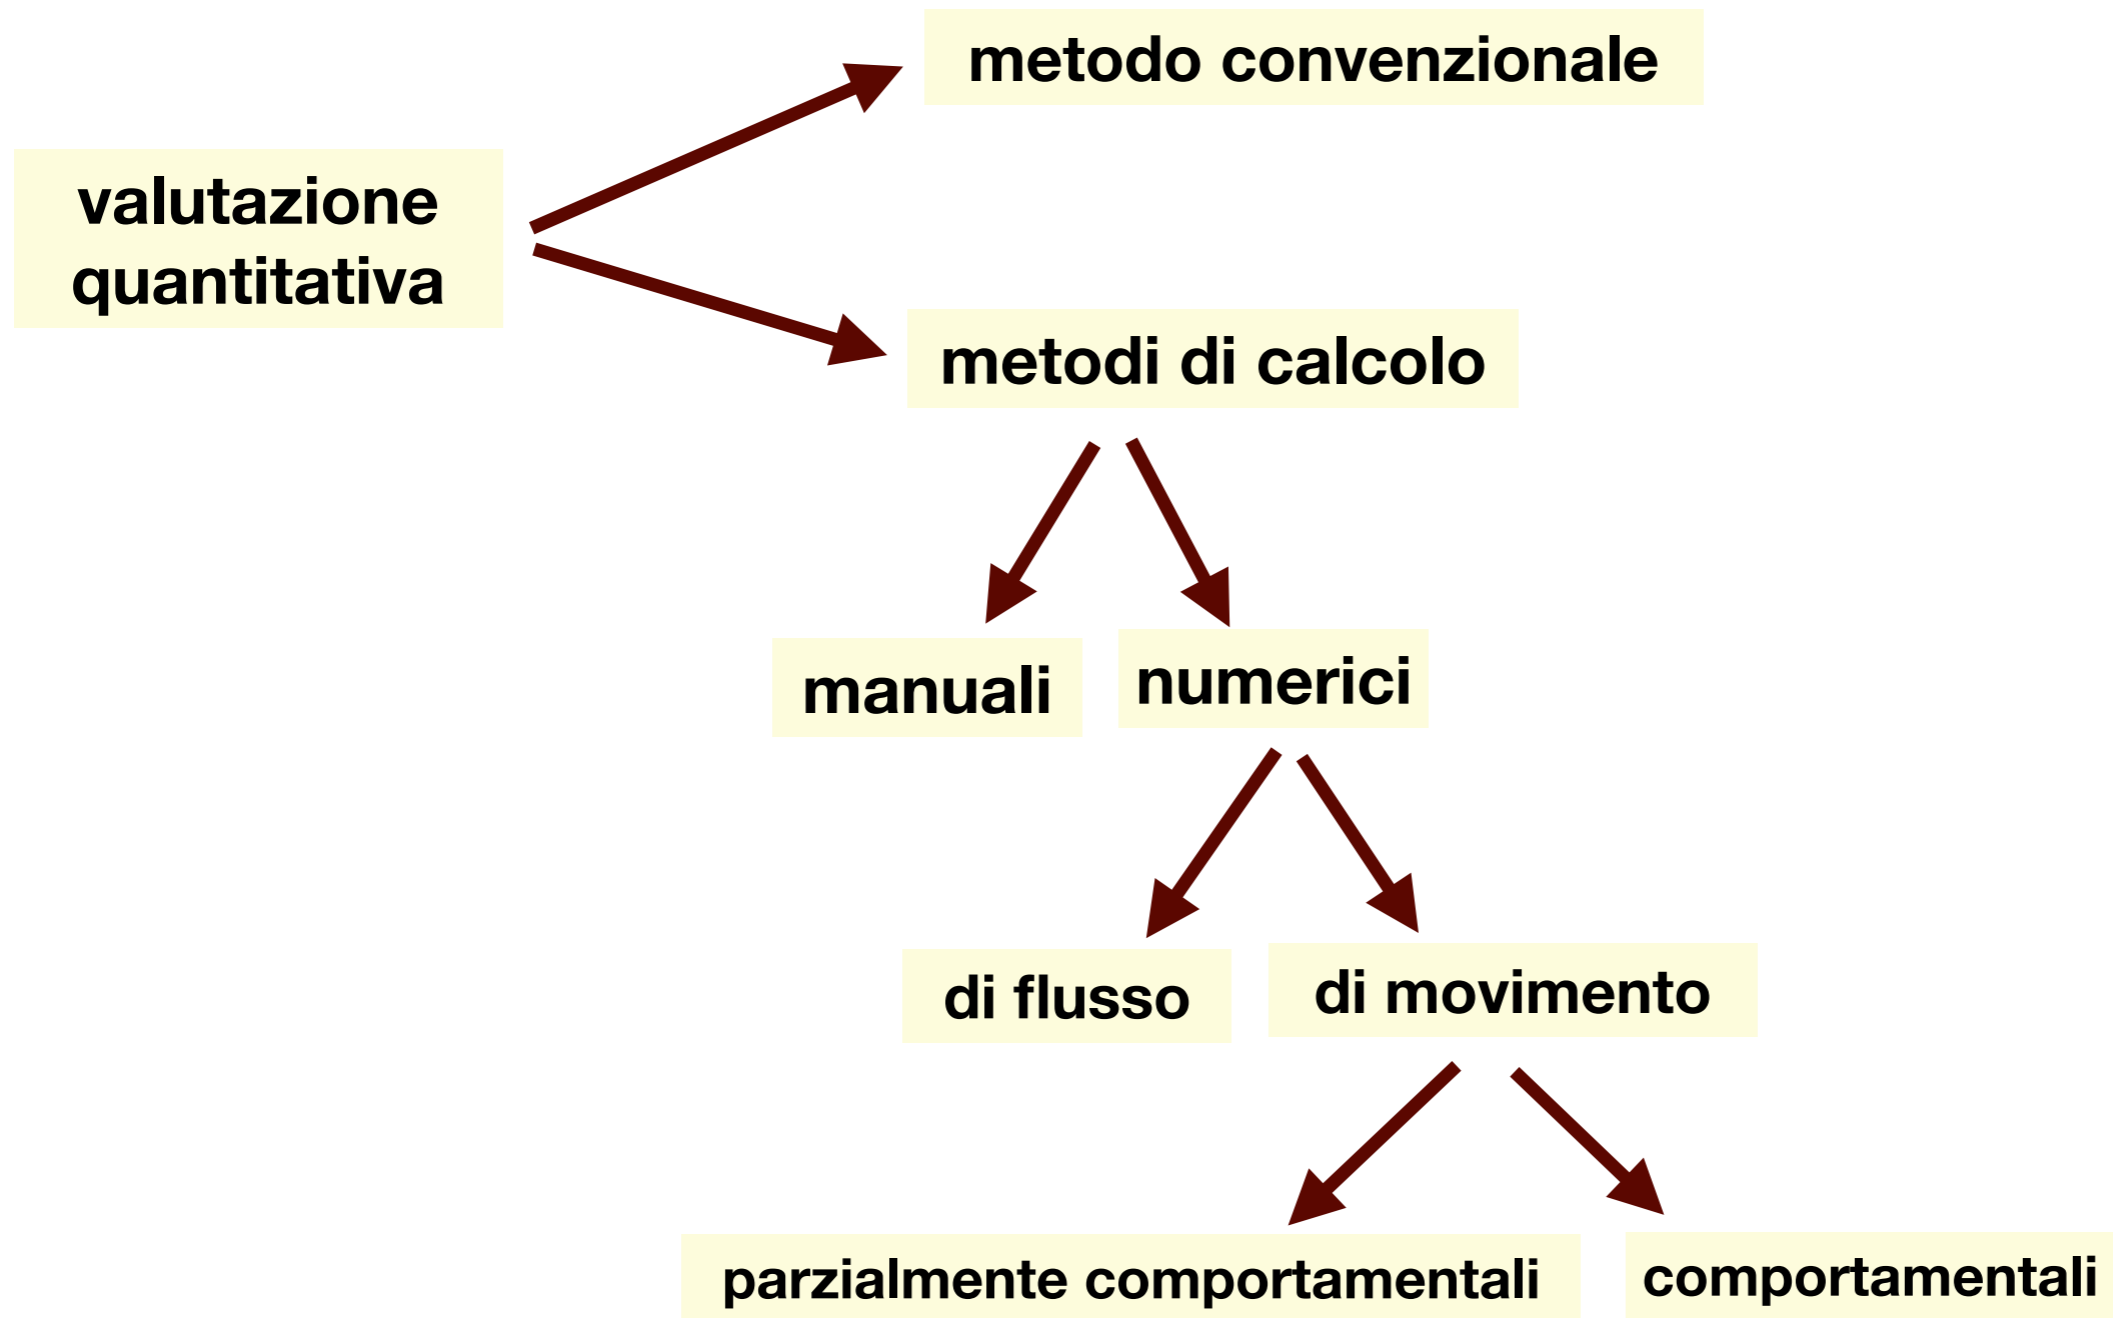 metodo convenzionale
valutazione
quantitativa
metodi di calcolo
manuali
numerici
di flusso
di movimento
parzialmente comportamentali
comportamentali